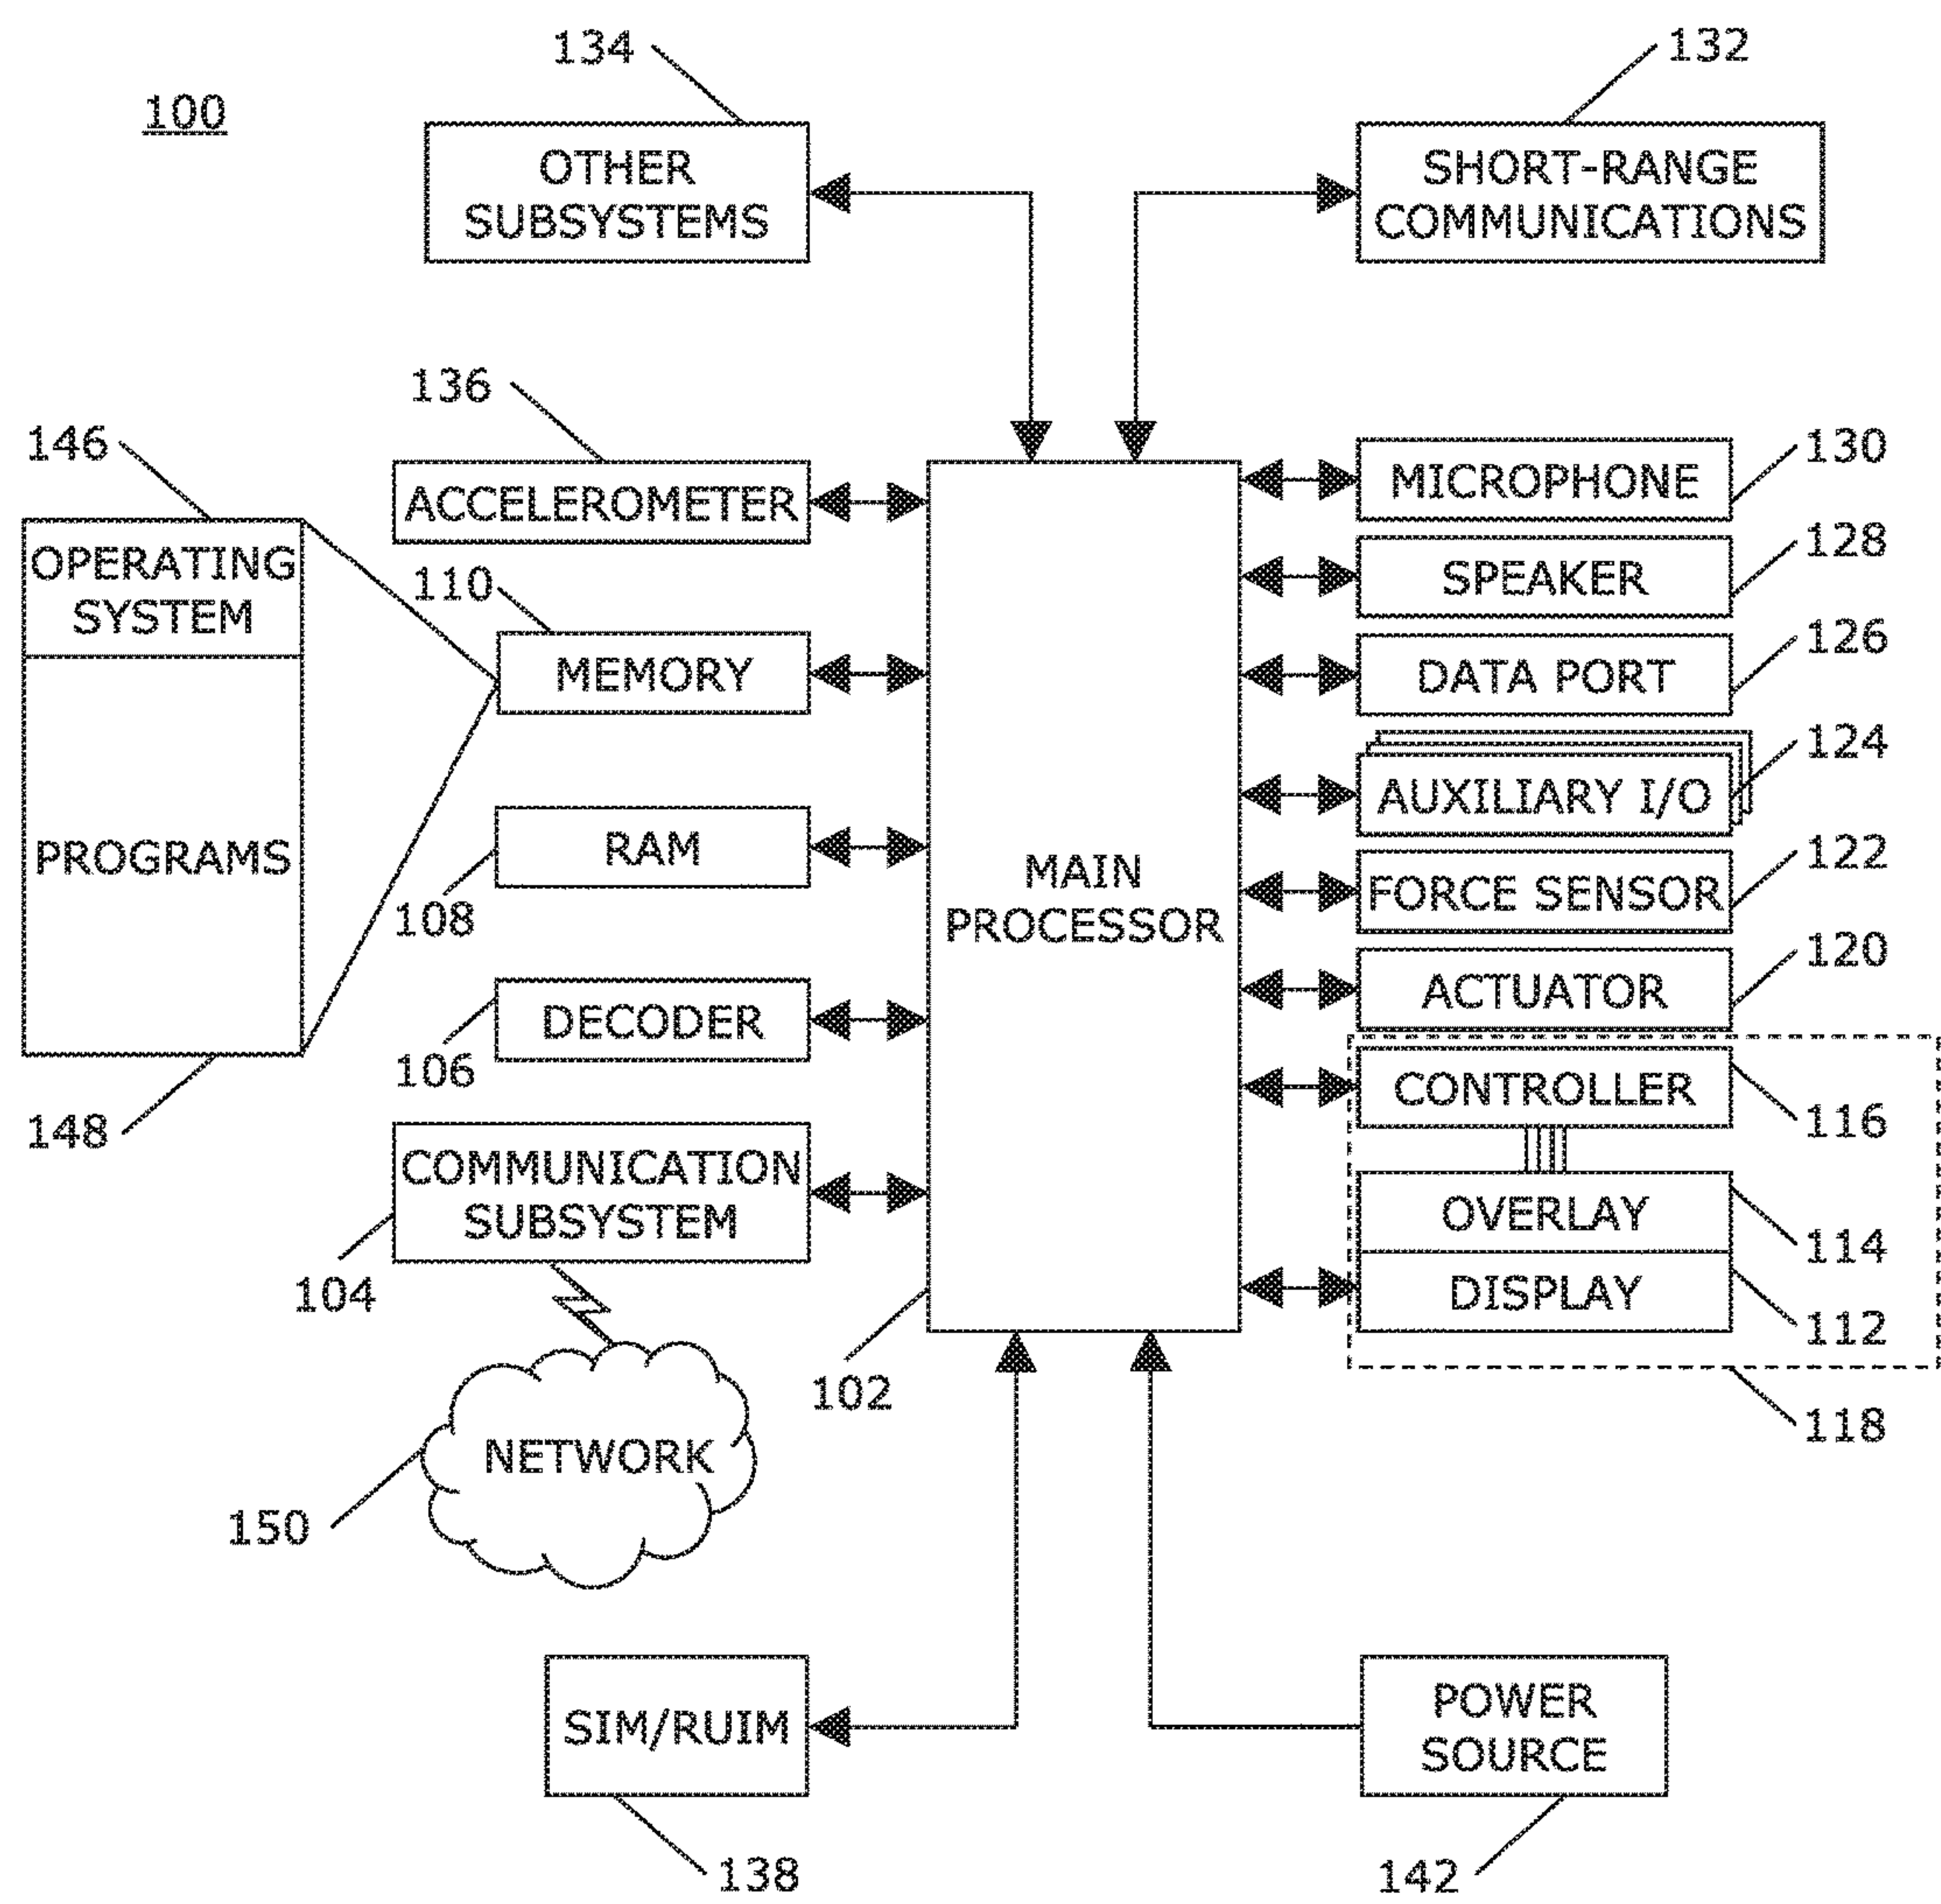 134
132
100
OTHER
SUBSYSTEMS
SHORT-RANGE
COMMUNICATIONS
136
146
ACCELEROMETER
MICROPHONE
130
OPERATING
SYSTEM
110
SPEAKER
128
MEMORY
DATA PORT
126
PROGRAMS
RAM
108
MAIN
PROCESSOR
AUXILIARY I/O
124
FORCE SENSOR
122
DECODER
106
ACTUATOR
120
148
CONTROLLER
116
COMMUNICATION
SUBSYSTEM
104
OVERLAY
114
DISPLAY
112
102
118
NETWORK
150
SIM/RUIM
POWER
SOURCE
138
142